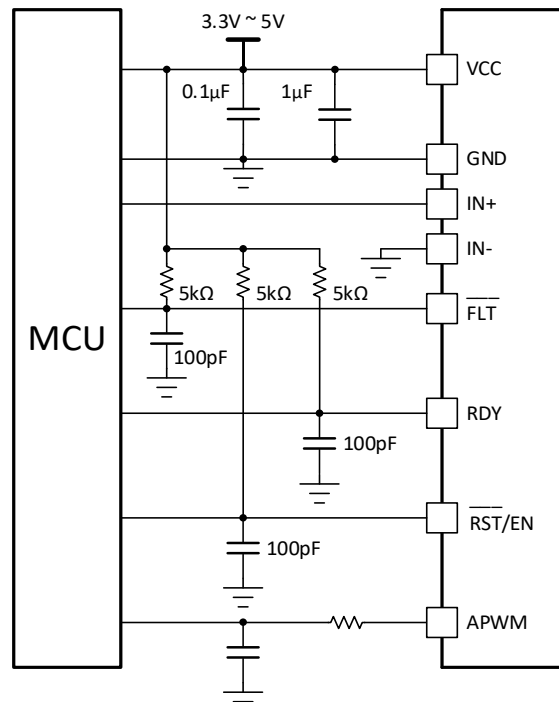 3.3V ~ 5V
VCC
0.1µF
1µF
GND
IN+
IN-
5kΩ
5kΩ
5kΩ
FLT
MCU
100pF
RDY
100pF
RST/EN
100pF
APWM